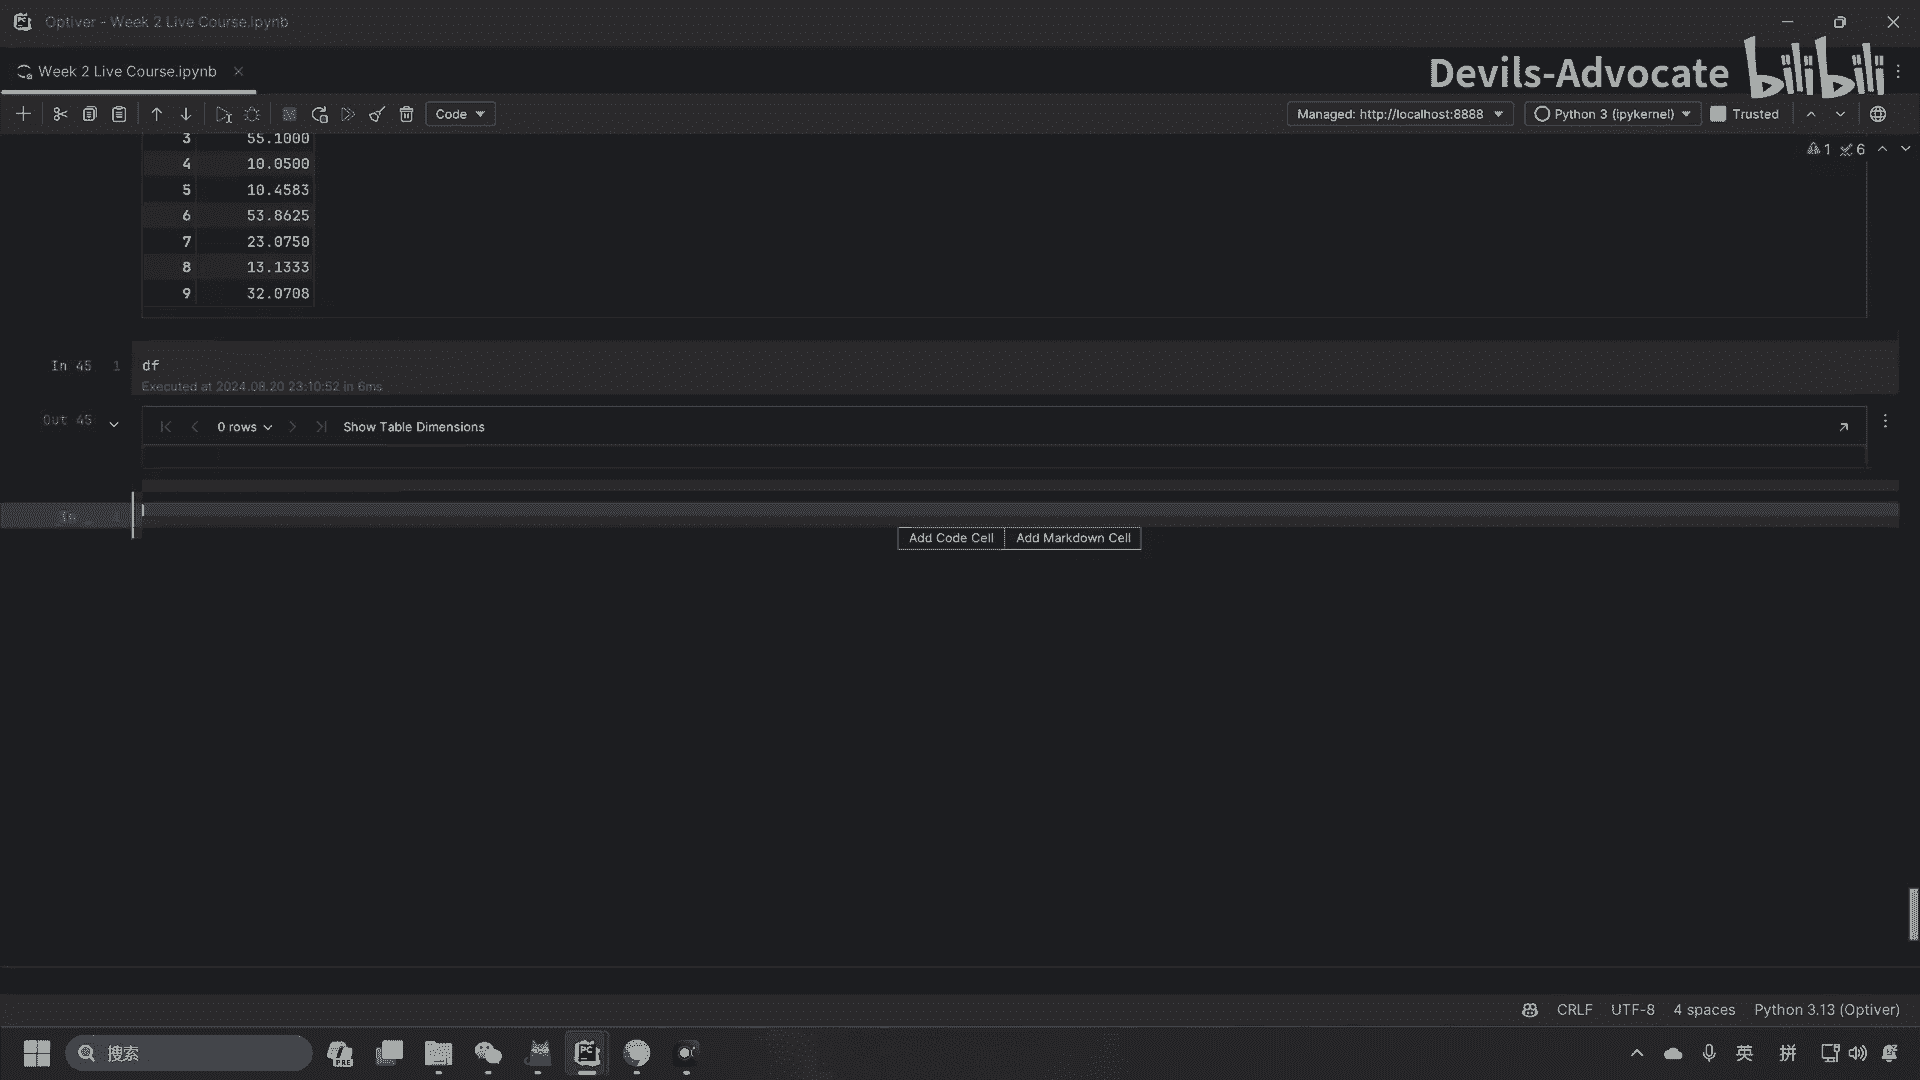 Optiver - Week 2 Live Course.ipynb
Week 2 Live Course.ipynb
Devils-Advocate bilibili
Code
Managed: http://localhost:8888
Python 3 (ipykernel)
Trusted
1 6
3 55.1000
4 10.0500
5 10.4583
6 53.8625
7 23.0750
8 13.1333
9 32.0708
In 45 1 df
Executed at 2024.08.20 23:10:52 in 6ms
Out 45
0 rows Show Table Dimensions
In _ 1
Add Code Cell Add Markdown Cell
CRLF UTF-8 4 spaces Python 3.13 (Optiver)
搜索
PRE
PC
英 拼